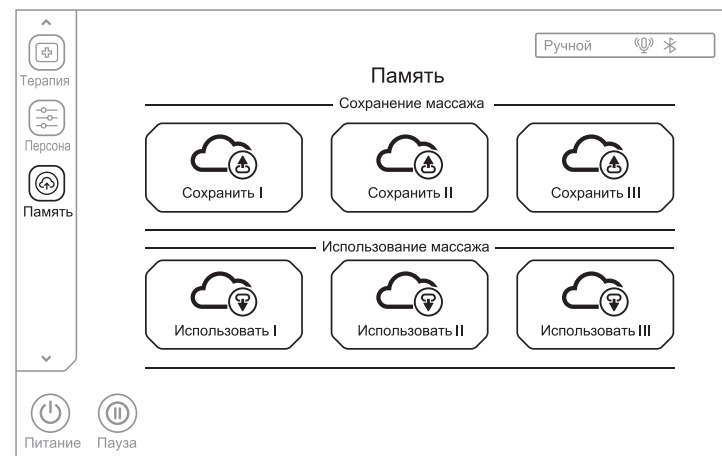 Ручной
Терапия
Персона
Память
Память
Сохранение массажа
Сохранить I
Сохранить II
Сохранить III
Использование массажа
Использовать I
Использовать II
Использовать III
Питание
Пауза